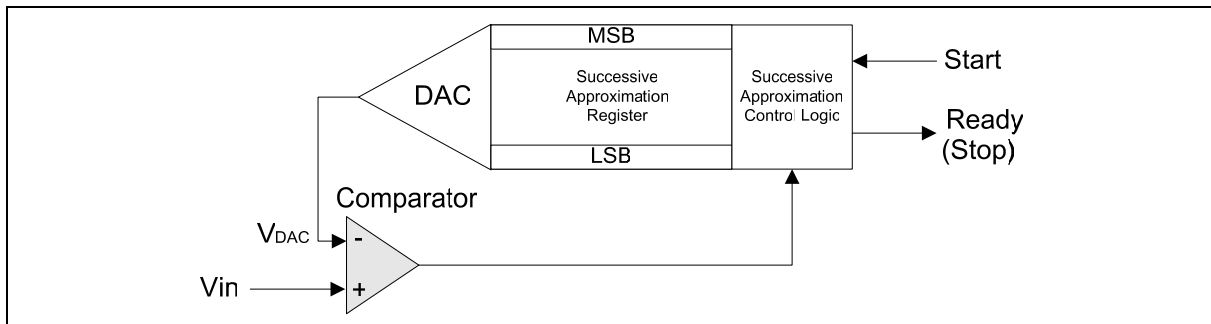 MSB
DAC
Successive
Approximation
Register
Successive
Approximation
Control Logic
Start
Ready
(Stop)
LSB
Comparator
VDAC
-
Vin
+